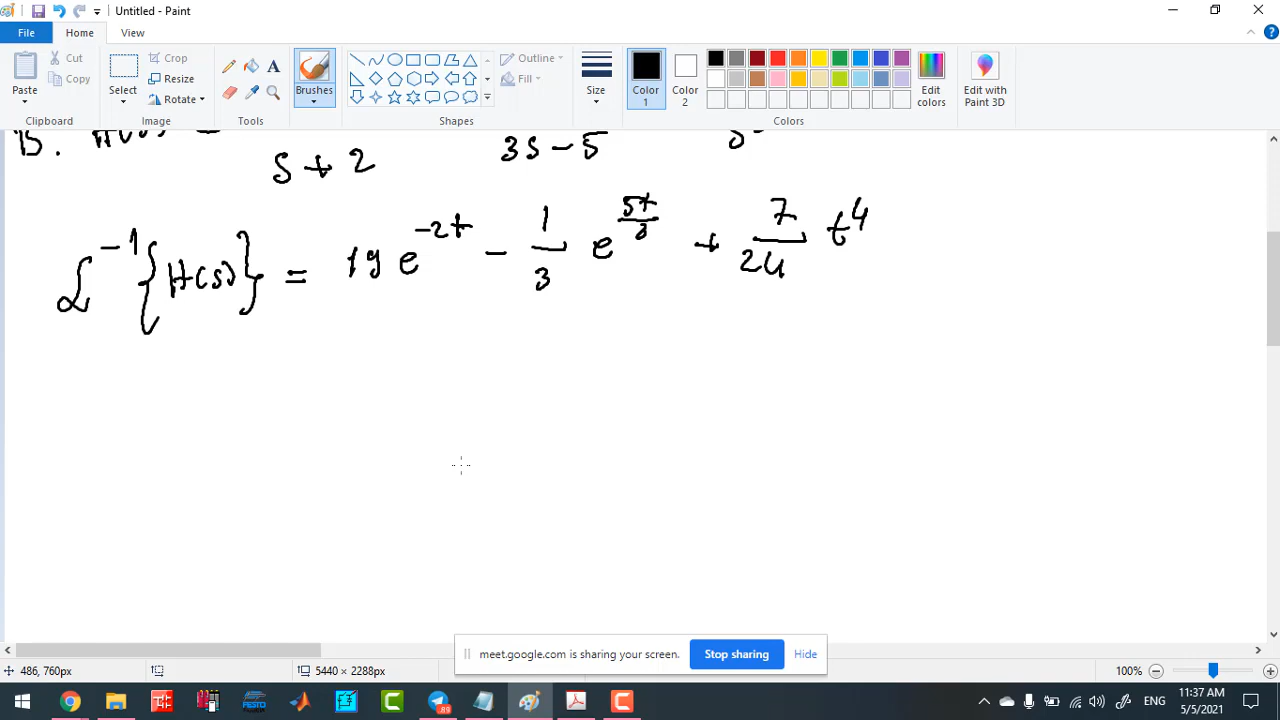 Untitled - Paint
File Home View
Paste Cut Copy Clipboard
Select Crop Resize Rotate Image
Tools
Brushes
Outline Fill Shapes
Size
Color 1 Color 2 Edit colors Edit with Paint 3D Colors
B. H(s) =
s + 2 3s - 5
ℒ^-1{H(s)} = 19 e^-2t - 1/3 e^5t/3 + 7/24 t^4
meet.google.com is sharing your screen. Stop sharing Hide
486, 760px 5440 × 2288px 100%
ENG 11:37 AM 5/5/2021